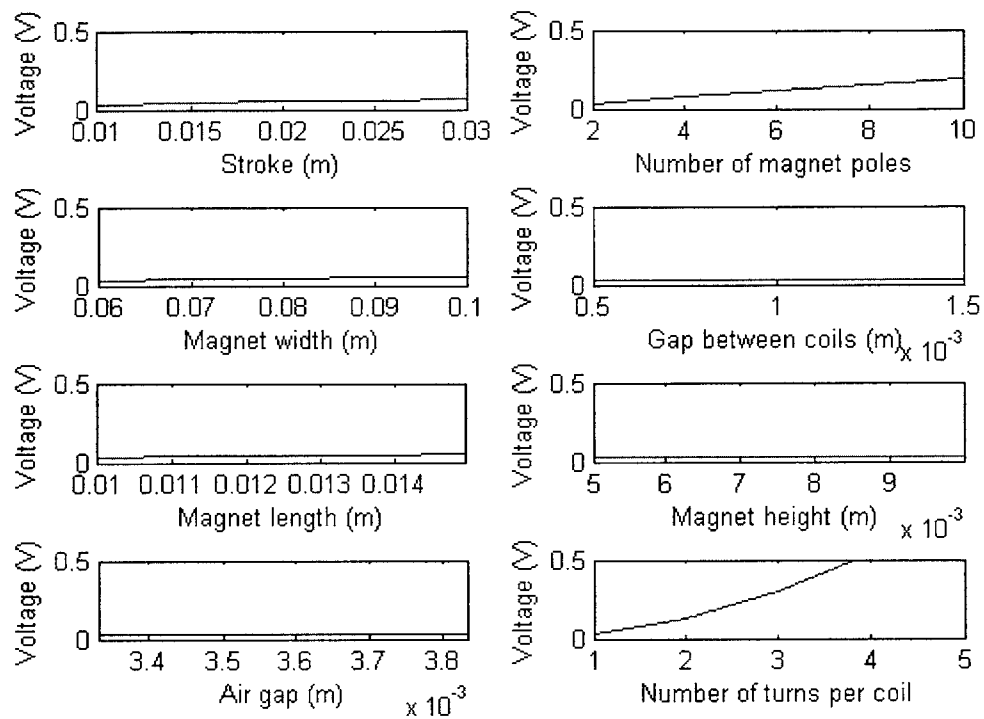 Voltage (V)
0.5
0
0.01 0.015 0.02 0.025 0.03
Stroke (m)
Voltage (V)
0.5
0
2 4 6 8 10
Number of magnet poles
Voltage (V)
0.5
0
0.06 0.07 0.08 0.09 0.1
Magnet width (m)
Voltage (V)
0.5
0
0.5 1 1.5
Gap between coils (m)
x 10-3
Voltage (V)
0.5
0
0.01 0.011 0.012 0.013 0.014
Magnet length (m)
Voltage (V)
0.5
0
5 6 7 8 9
Magnet height (m)
x 10-3
Voltage (V)
0.5
0
3.4 3.5 3.6 3.7 3.8
Air gap (m)
x 10-3
Voltage (V)
0.5
0
1 2 3 4 5
Number of turns per coil